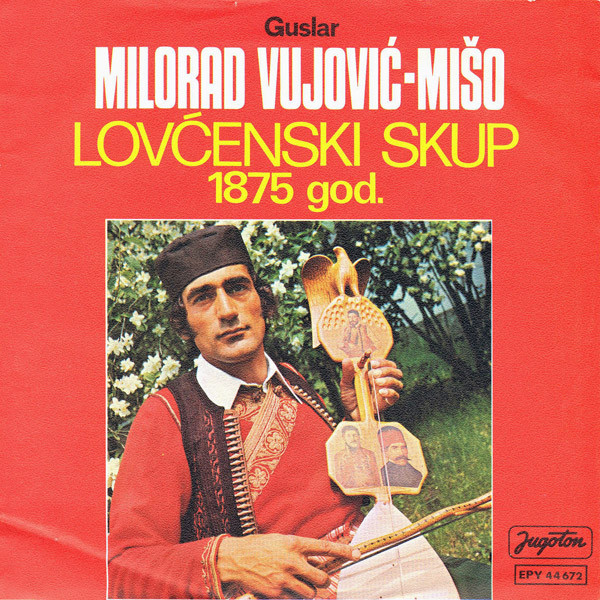 Guslar
MILORAD VUJOVIĆ-MIŠO
LOVĆENSKI SKUP
1875 god.
Jugoton
EPY 44 672